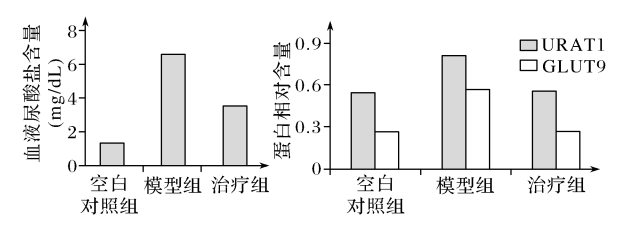 血液尿酸盐含量
(mg/dL)
8
6
4
2
0
空白
对照组
模型组
治疗组
蛋白相对含量
0.9
0.6
0.3
0
URAT1
GLUT9
空白
对照组
模型组
治疗组